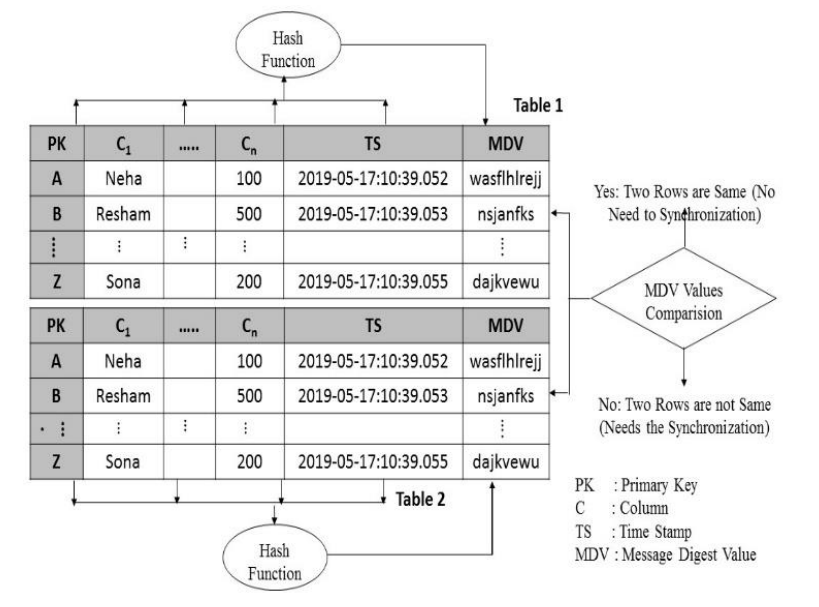 Hash
Function
Table 1
PK C1 ..... Cn TS MDV
A Neha 100 2019-05-17:10:39.052 wasflhlrejj
B Resham 500 2019-05-17:10:39.053 nsjanfks
⋮ ⋮ ⋮ ⋮ ⋮
Z Sona 200 2019-05-17:10:39.055 dajkvewu
PK C1 ..... Cn TS MDV
A Neha 100 2019-05-17:10:39.052 wasflhlrejj
B Resham 500 2019-05-17:10:39.053 nsjanfks
· ⋮ ⋮ ⋮ ⋮ ⋮
Z Sona 200 2019-05-17:10:39.055 dajkvewu
Table 2
Hash
Function
Yes: Two Rows are Same (No
Need to Synchronization)
MDV Values
Comparision
No: Two Rows are not Same
(Needs the Synchronization)
PK : Primary Key
C : Column
TS : Time Stamp
MDV : Message Digest Value